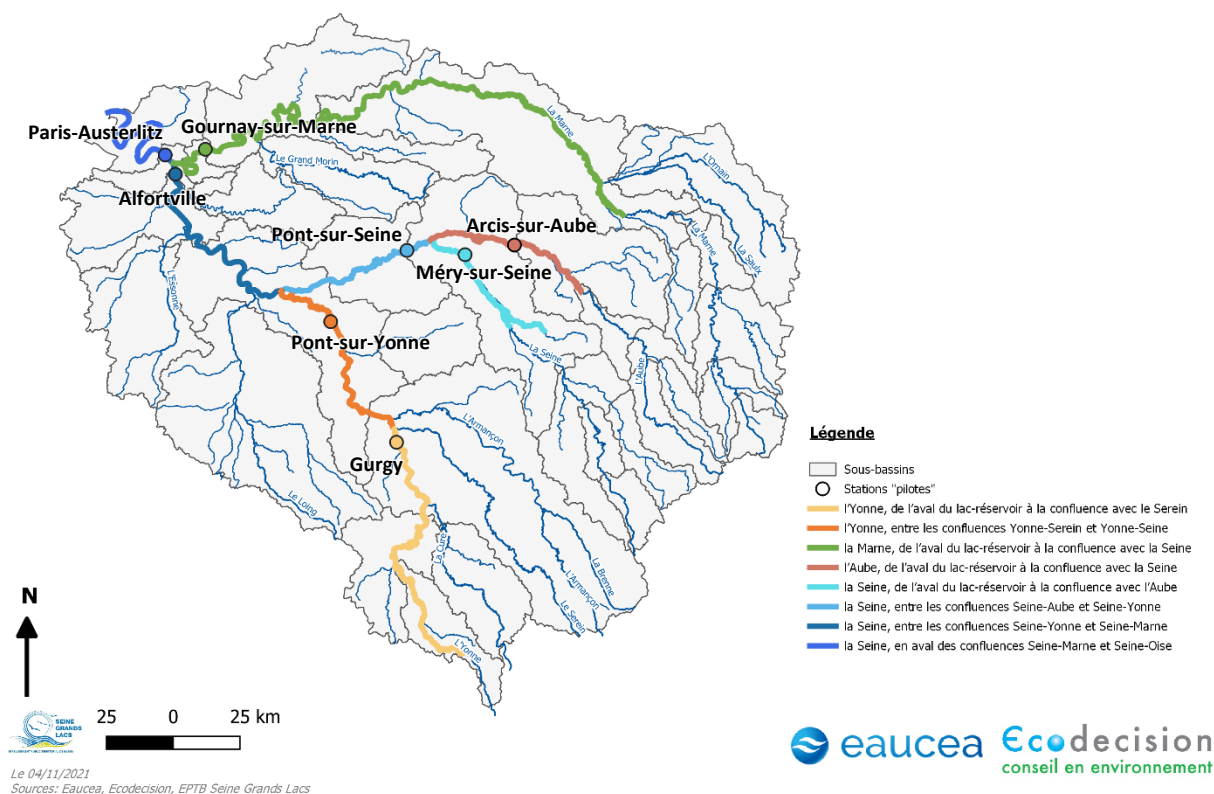 Paris-Austerlitz
Gournay-sur-Marne
La Marne
L'Ornain
Le Grand Morin
Alfortville
Arcis-sur-Aube
Pont-sur-Seine
La Marne
La Saulx
Méry-sur-Seine
L'Essonne
Pont-sur-Yonne
La Seine
L'Aube
L'Armançon
Gurgy
Le Loing
La Cure
La Brenne
L'Armançon
Le Serein
L'Yonne
Légende
Sous-bassins
Stations "pilotes"
l'Yonne, de l'aval du lac-réservoir à la confluence avec le Serein
l'Yonne, entre les confluences Yonne-Serein et Yonne-Seine
la Marne, de l'aval du lac-réservoir à la confluence avec la Seine
l'Aube, de l'aval du lac-réservoir à la confluence avec la Seine
la Seine, de l'aval du lac-réservoir à la confluence avec l'Aube
la Seine, entre les confluences Seine-Aube et Seine-Yonne
la Seine, entre les confluences Seine-Yonne et Seine-Marne
la Seine, en aval des confluences Seine-Marne et Seine-Oise
N
SEINE
GRANDS
LACS
25 0 25 km
eaucea
Ecodecision
conseil en environnement
Le 04/11/2021
Sources: Eaucea, Ecodecision, EPTB Seine Grands Lacs